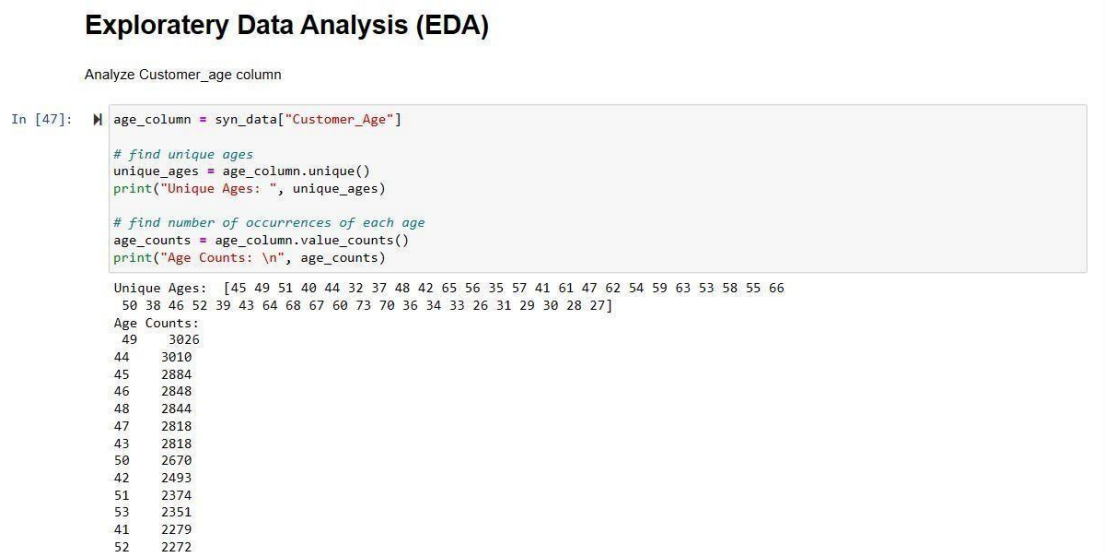 Exploratery Data Analysis (EDA)
Analyze Customer_age column
In [47]:
age_column = syn_data["Customer_Age"]
# find unique ages
unique_ages = age_column.unique()
print("Unique Ages: ", unique_ages)
# find number of occurrences of each age
age_counts = age_column.value_counts()
print("Age Counts: \n", age_counts)
Unique Ages:  [45 49 51 40 44 32 37 48 42 65 56 35 57 41 61 47 62 54 59 63 53 58 55 66
50 38 46 52 39 43 64 68 67 60 73 70 36 34 33 26 31 29 30 28 27]
Age Counts:
49    3026
44    3010
45    2884
46    2848
48    2844
47    2818
43    2818
50    2670
42    2493
51    2374
53    2351
41    2279
52    2272